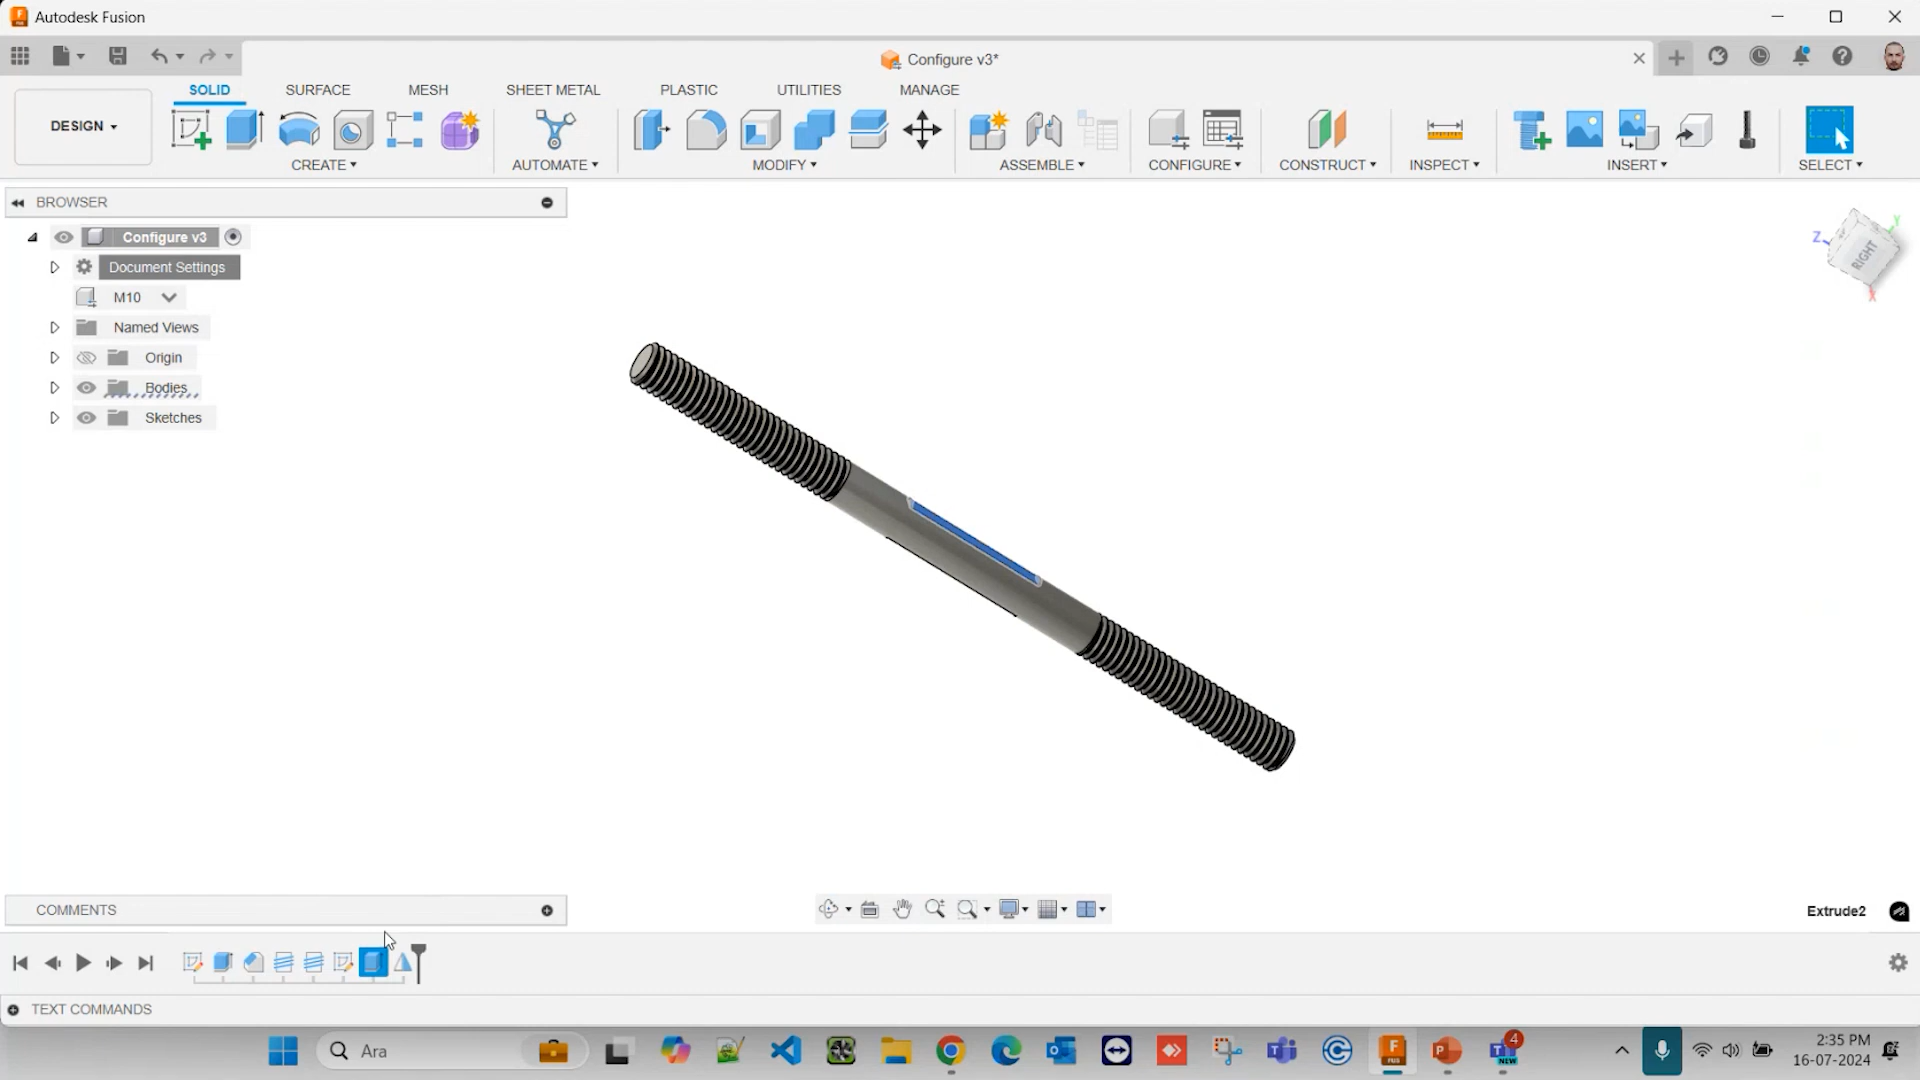 Autodesk Fusion
Configure v3*
SOLID
SURFACE
MESH
SHEET METAL
PLASTIC
UTILITIES
MANAGE
DESIGN
CREATE
AUTOMATE
MODIFY
ASSEMBLE
CONFIGURE
CONSTRUCT
INSPECT
INSERT
SELECT
BROWSER
Configure v3
Document Settings
M10
Named Views
Origin
Bodies
Sketches
Z
Y
RIGHT
X
COMMENTS
Extrude2
TEXT COMMANDS
Ara
4
NEW
2:35 PM
16-07-2024